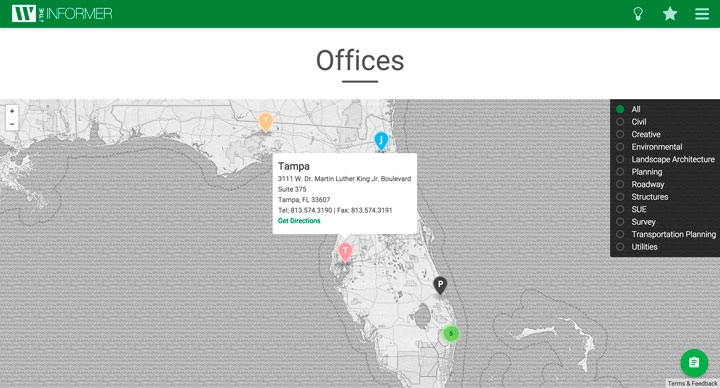 W THE INFORMER
Offices
+
−
T
J
Tampa
3111 W. Dr. Martin Luther King Jr. Boulevard
Suite 375
Tampa, FL 33607
Tel: 813.574.3190 | Fax: 813.574.3191
Get Directions
T
P
5
All
Civil
Creative
Environmental
Landscape Architecture
Planning
Roadway
Structures
SUE
Survey
Transportation Planning
Utilities
Terms & Feedback